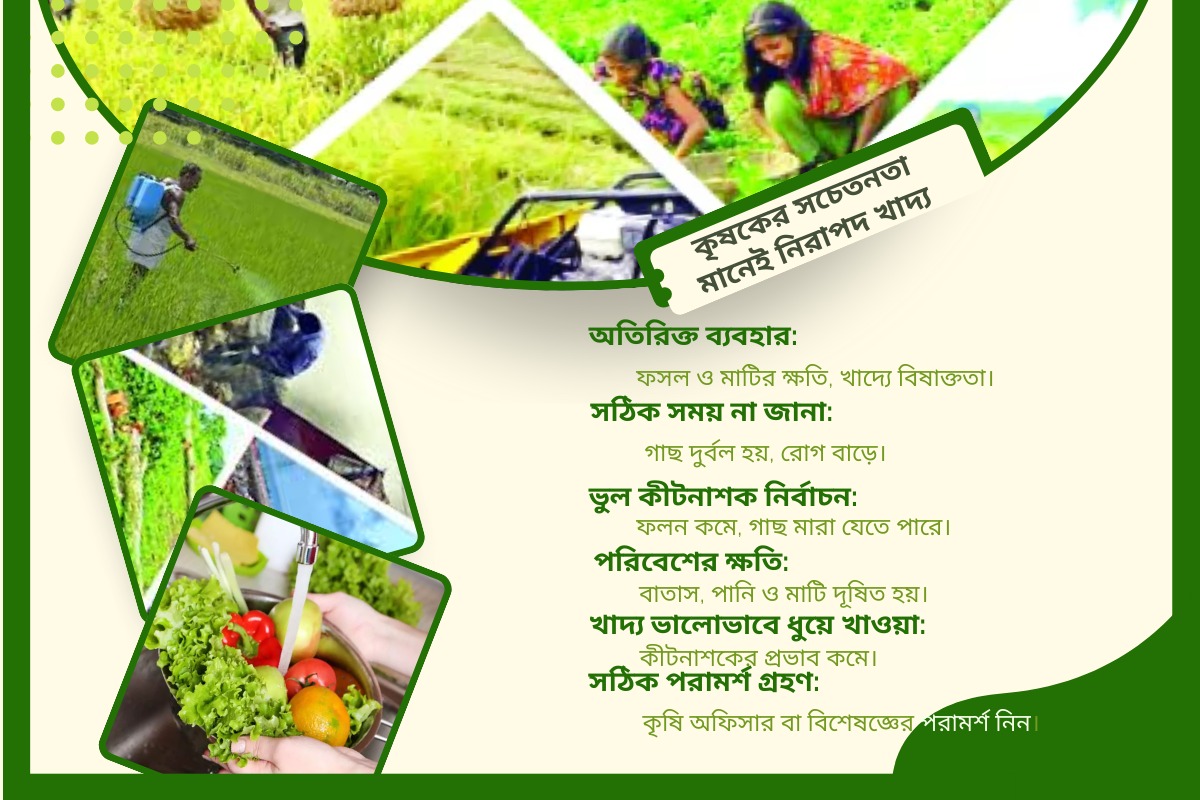 কৃষকের সচেতনতা
মানেই নিরাপদ খাদ্য
অতিরিক্ত ব্যবহার:
ফসল ও মাটির ক্ষতি, খাদ্যে বিষাক্ততা।
সঠিক সময় না জানা:
গাছ দুর্বল হয়, রোগ বাড়ে।
ভুল কীটনাশক নির্বাচন:
ফলন কমে, গাছ মারা যেতে পারে।
পরিবেশের ক্ষতি:
বাতাস, পানি ও মাটি দূষিত হয়।
খাদ্য ভালোভাবে ধুয়ে খাওয়া:
কীটনাশকের প্রভাব কমে।
সঠিক পরামর্শ গ্রহণ:
কৃষি অফিসার বা বিশেষজ্ঞের পরামর্শ নিন।